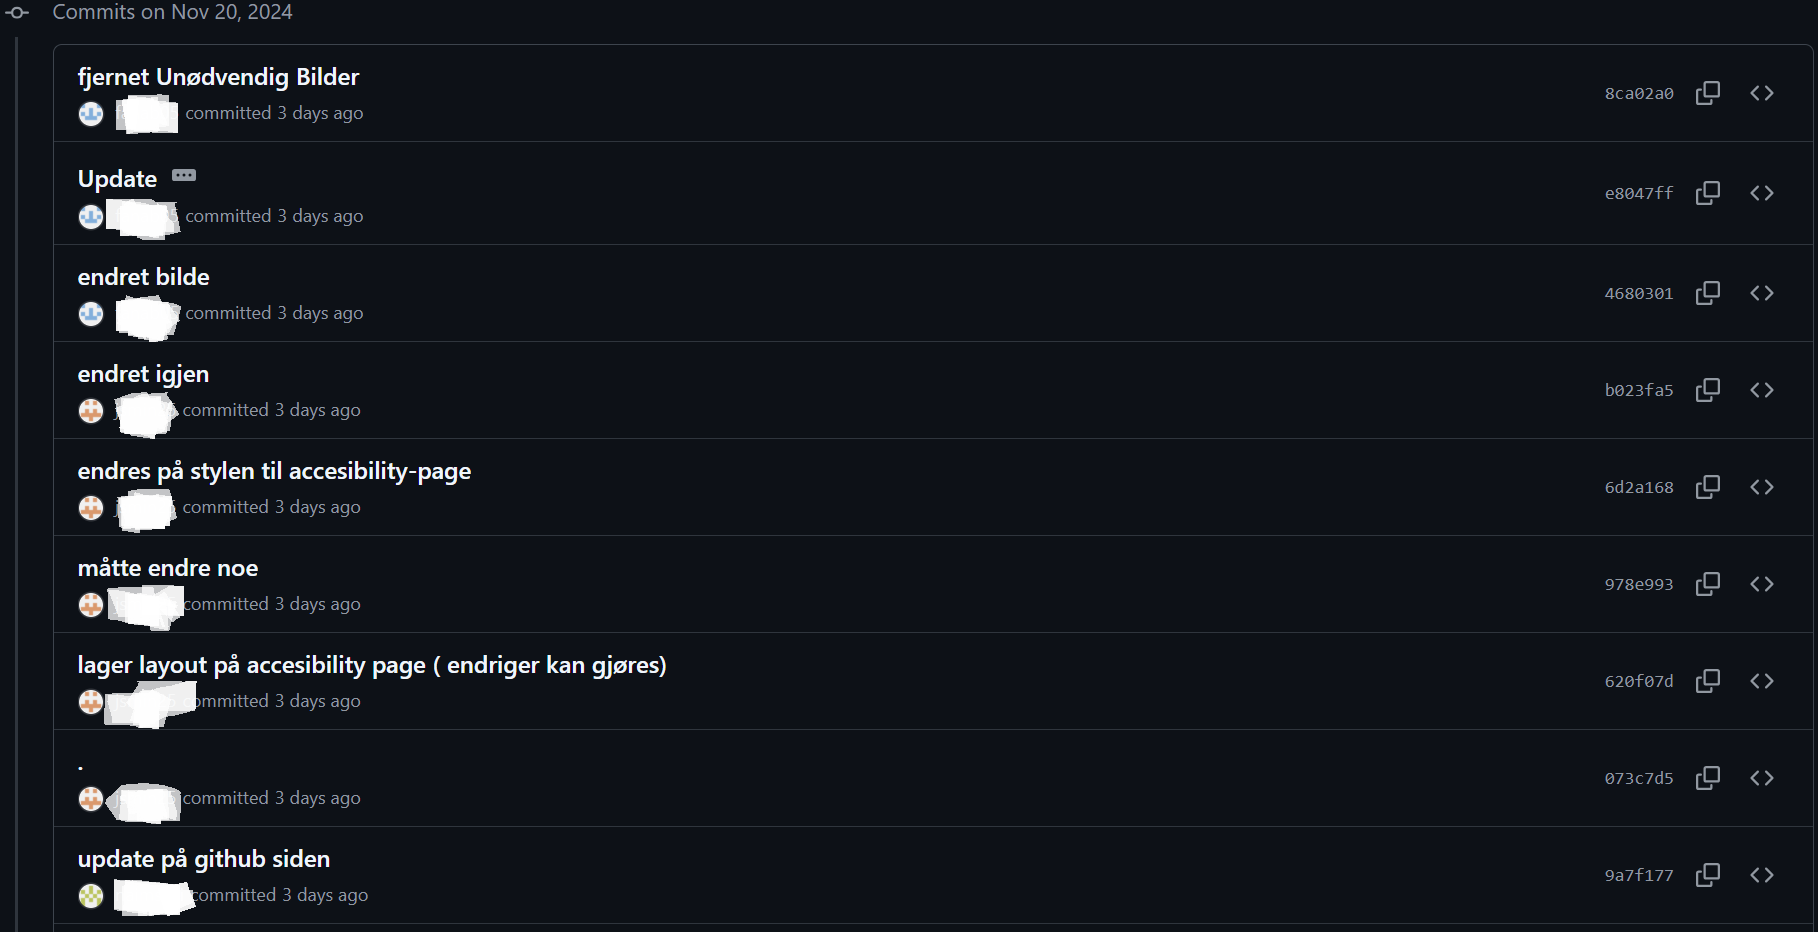 Commits on Nov 20, 2024
fjernet Unødvendig Bilder
committed 3 days ago
8ca02a0
Update
committed 3 days ago
e8047ff
endret bilde
committed 3 days ago
4680301
endret igjen
committed 3 days ago
b023fa5
endres på stylen til accesibility-page
committed 3 days ago
6d2a168
måtte endre noe
committed 3 days ago
978e993
lager layout på accesibility page ( endriger kan gjøres)
committed 3 days ago
620f07d
.
committed 3 days ago
073c7d5
update på github siden
committed 3 days ago
9a7f177